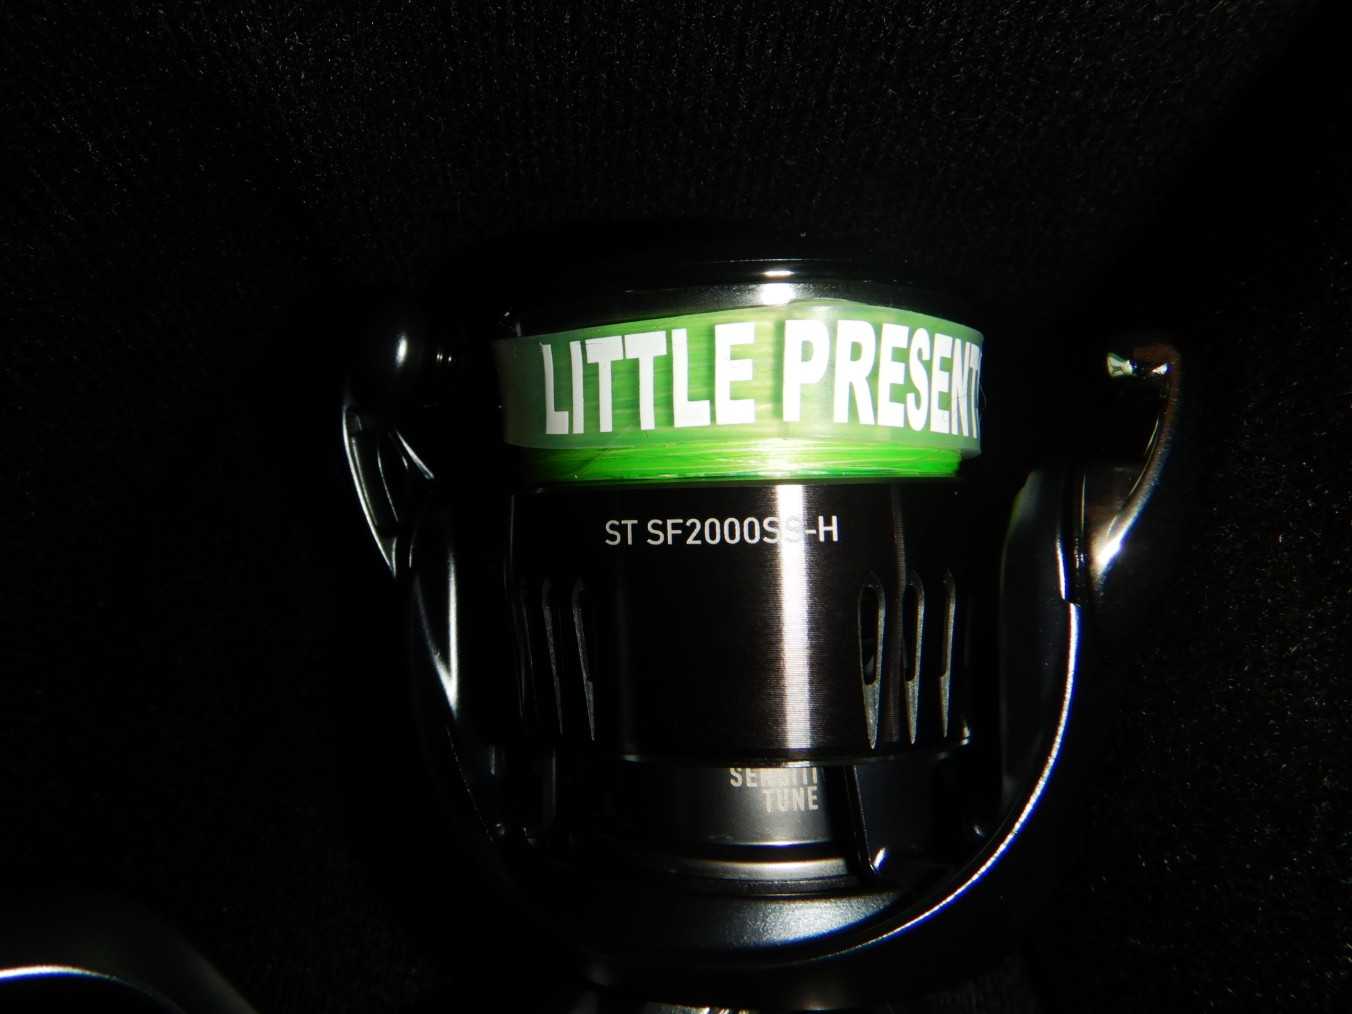 LITTLE PRESENT
ST SF2000SS-H
TUNE